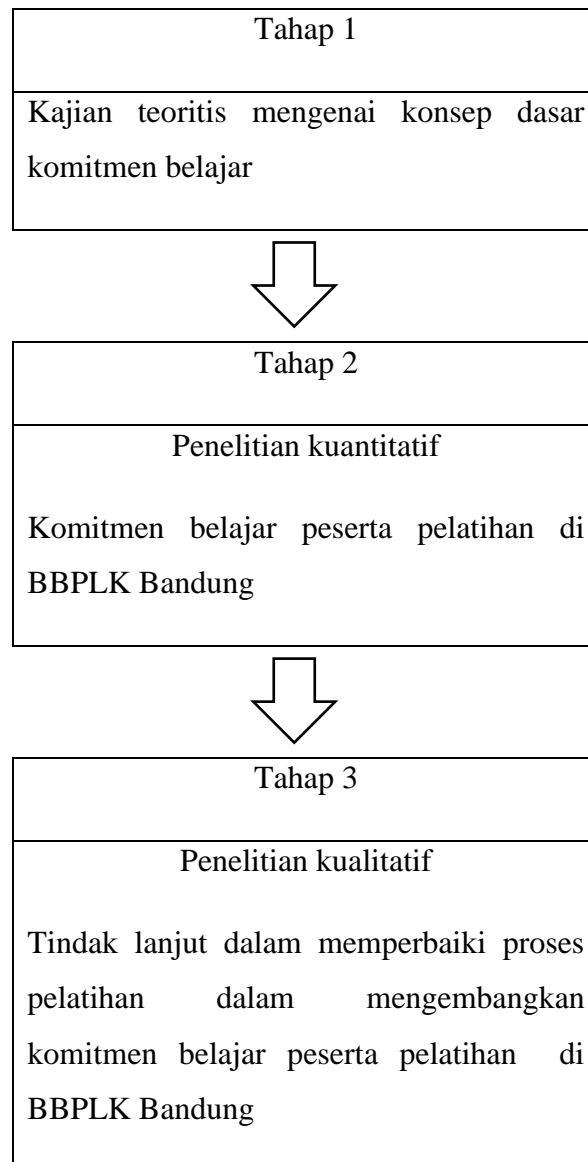 Tahap 1
Kajian teoritis mengenai konsep dasar
komitmen belajar
Tahap 2
Penelitian kuantitatif
Komitmen belajar peserta pelatihan di
BBPLK Bandung
Tahap 3
Penelitian kualitatif
Tindak lanjut dalam memperbaiki proses
pelatihan dalam mengembangkan
komitmen belajar peserta pelatihan di
BBPLK Bandung